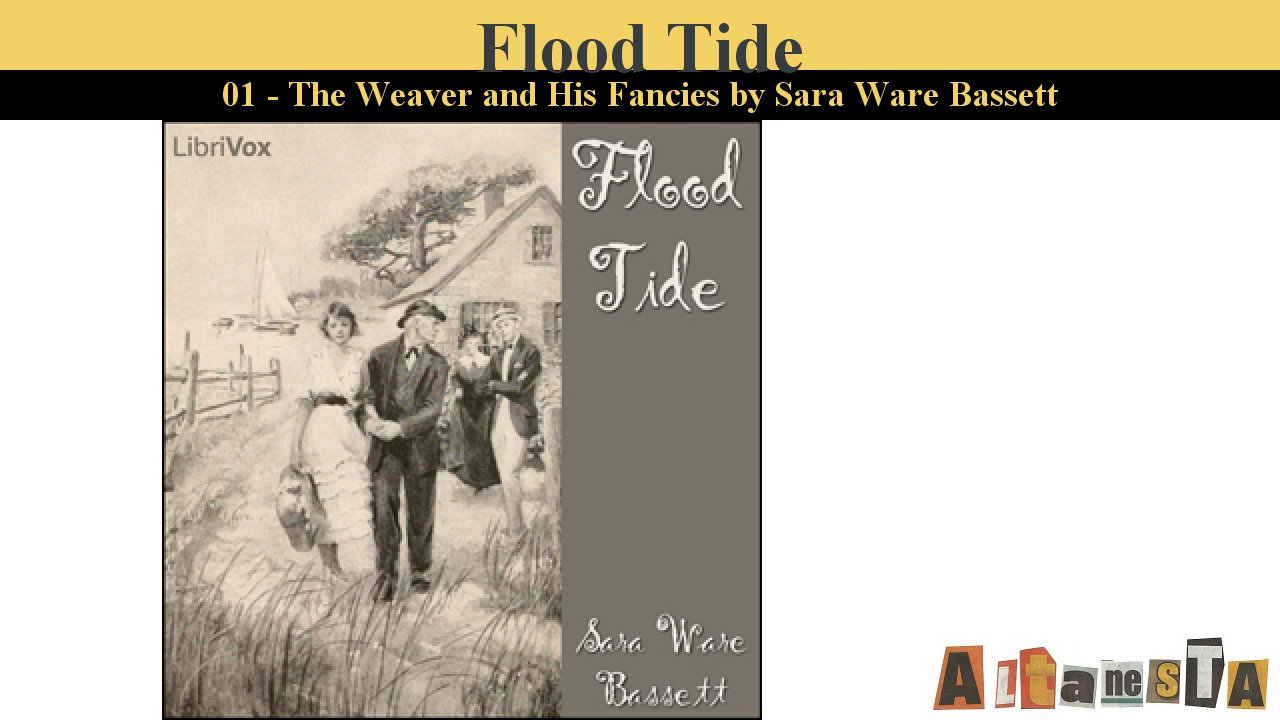 Flood Tide
01 - The Weaver and His Fancies by Sara Ware Bassett
LibriVox
Flood
Tide
Sara Ware
Bassett
AltanesTA